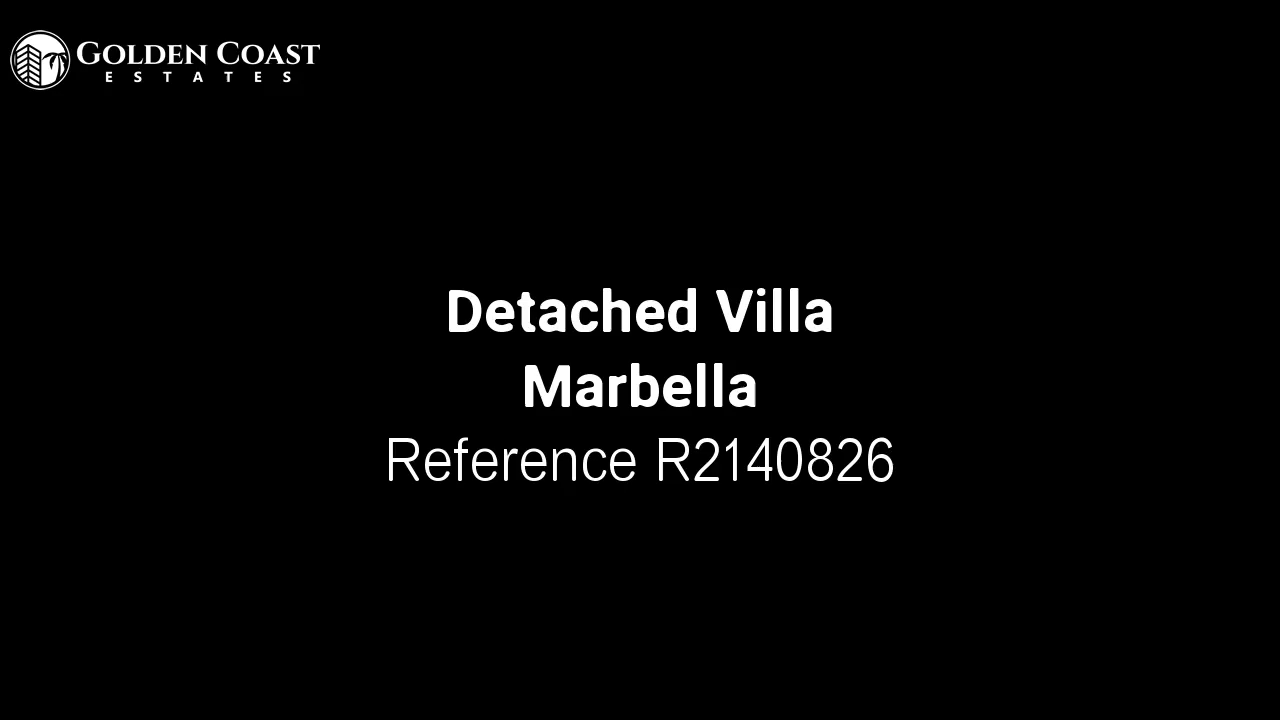 GOLDEN COAST
ESTATES
Detached Villa
Marbella
Reference R2140826